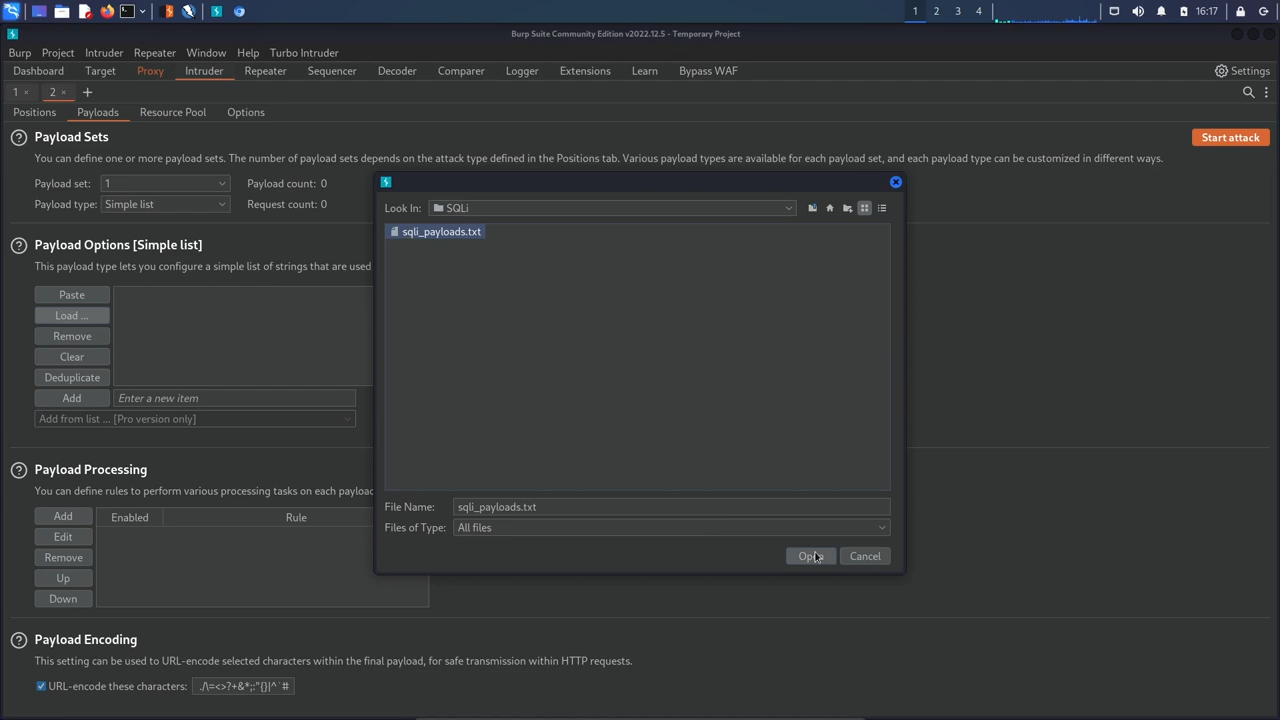 1 2 3 4 16:17
Burp Suite Community Edition v2022.12.5 - Temporary Project
Burp Project Intruder Repeater Window Help Turbo Intruder
Dashboard Target Proxy Intruder Repeater Sequencer Decoder Comparer Logger Extensions Learn Bypass WAF Settings
1 × 2 × +
Positions Payloads Resource Pool Options
? Payload Sets Start attack
You can define one or more payload sets. The number of payload sets depends on the attack type defined in the Positions tab. Various payload types are available for each payload set, and each payload type can be customized in different ways.
Payload set: 1 Payload count: 0
Payload type: Simple list Request count: 0
Look In: SQLi
sqli_payloads.txt
? Payload Options [Simple list]
This payload type lets you configure a simple list of strings that are used
Paste
Load ...
Remove
Clear
Deduplicate
Add Enter a new item
Add from list ... [Pro version only]
? Payload Processing
You can define rules to perform various processing tasks on each payload
File Name: sqli_payloads.txt
Files of Type: All files
Open Cancel
Add Enabled Rule
Edit
Remove
Up
Down
? Payload Encoding
This setting can be used to URL-encode selected characters within the final payload, for safe transmission within HTTP requests.
URL-encode these characters: ./\=<>?+&*;:"{}|^`#